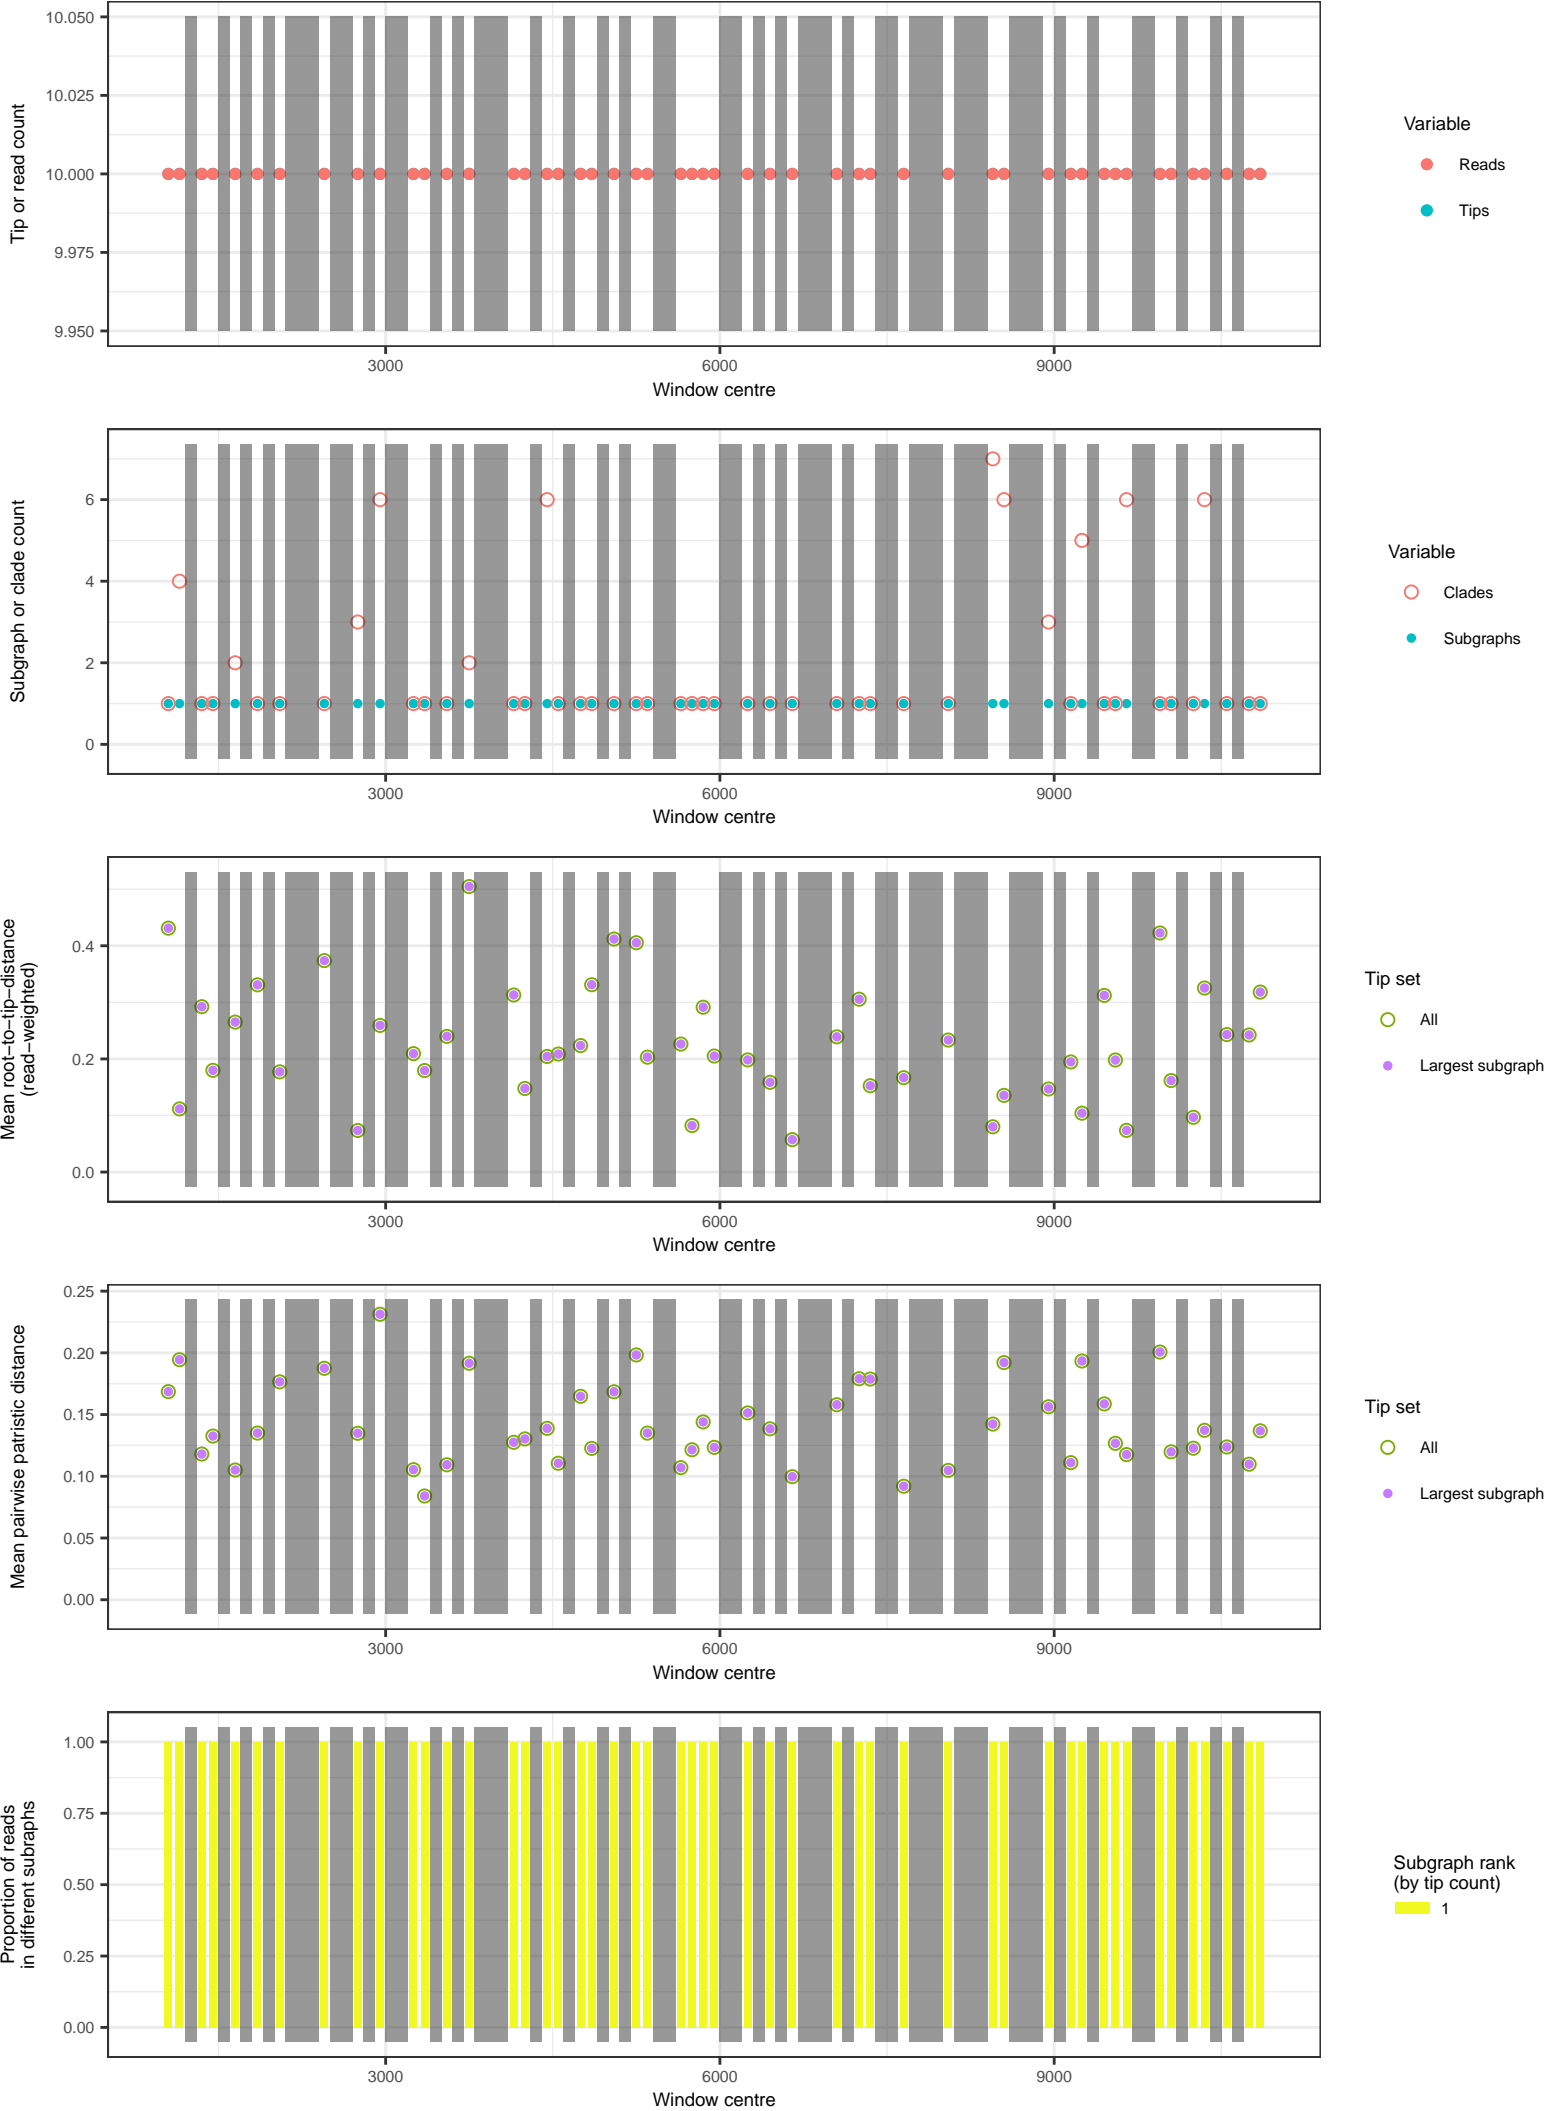 10.050
10.025
10.000
9.975
9.950
Tip or read count
3000
6000
9000
Window centre
Variable
Reads
Tips
6
4
2
0
Subgraph or clade count
3000
6000
9000
Window centre
Variable
Clades
Subgraphs
0.4
0.2
0.0
Mean root−to−tip−distance
(read−weighted)
3000
6000
9000
Window centre
Tip set
All
Largest subgraph
0.25
0.20
0.15
0.10
0.05
0.00
Mean pairwise patristic distance
3000
6000
9000
Window centre
Tip set
All
Largest subgraph
1.00
0.75
0.50
0.25
0.00
Proportion of reads
in different subraphs
3000
6000
9000
Window centre
Subgraph rank
(by tip count)
1